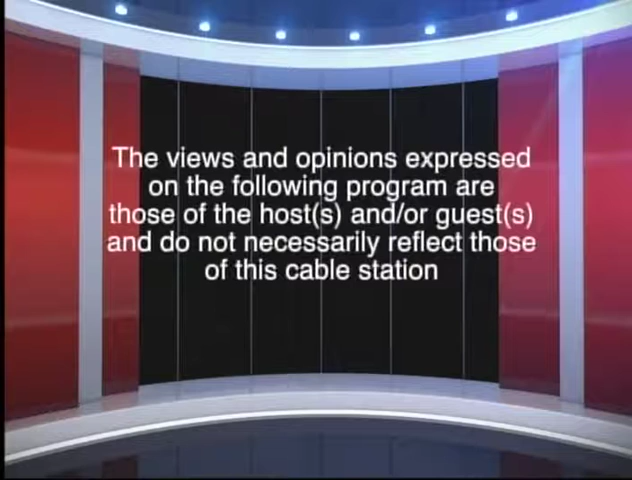 The views and opinions expressed
on the following program are
those of the host(s) and/or guest(s)
and do not necessarily reflect those
of this cable station